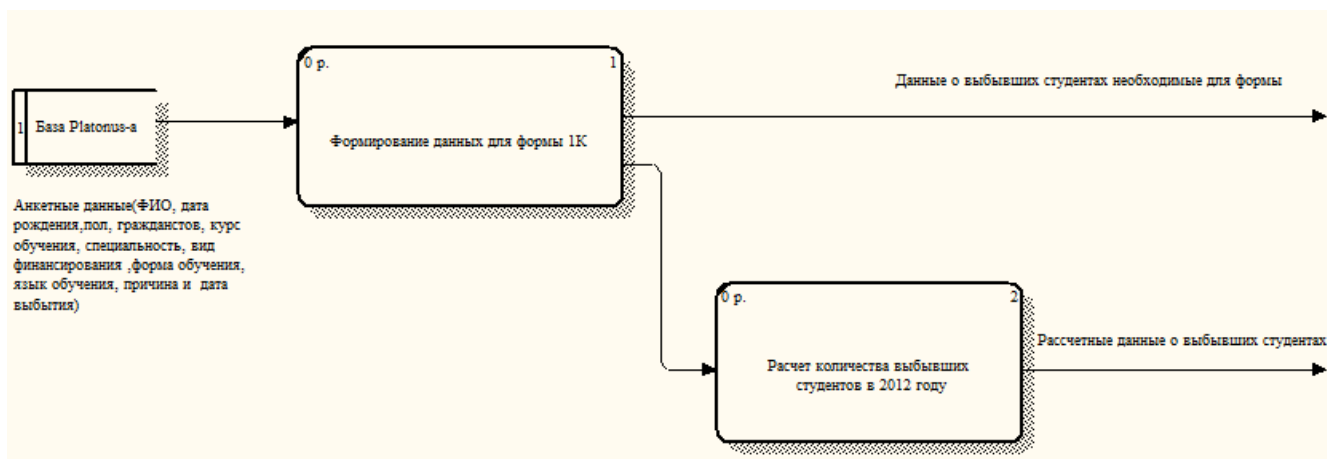 0 р.
1
Данные о выбывших студентах необходимые для формы
1
База Platonus-а
Формирование данных для формы 1К
Анкетные данные(ФИО, дата
рождения,пол, гражданстов, курс
обучения, специальность, вид
финансирования ,форма обучения,
язык обучения, причина и дата
выбытия)
0 р.
2
Рассчетные данные о выбывших студентах
Расчет количества выбывших
студентов в 2012 году